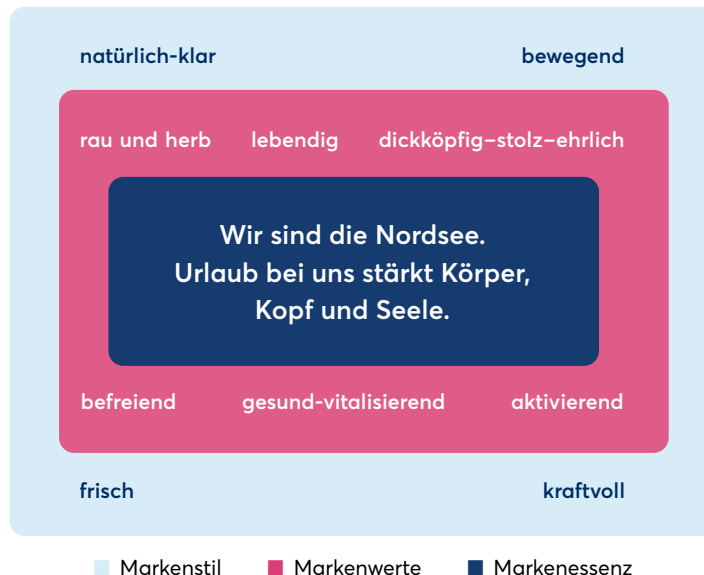 natürlich-klar bewegend
rau und herb lebendig dickköpfig–stolz–ehrlich
Wir sind die Nordsee.
Urlaub bei uns stärkt Körper,
Kopf und Seele.
befreiend gesund-vitalisierend aktivierend
frisch kraftvoll
Markenstil Markenwerte Markenessenz